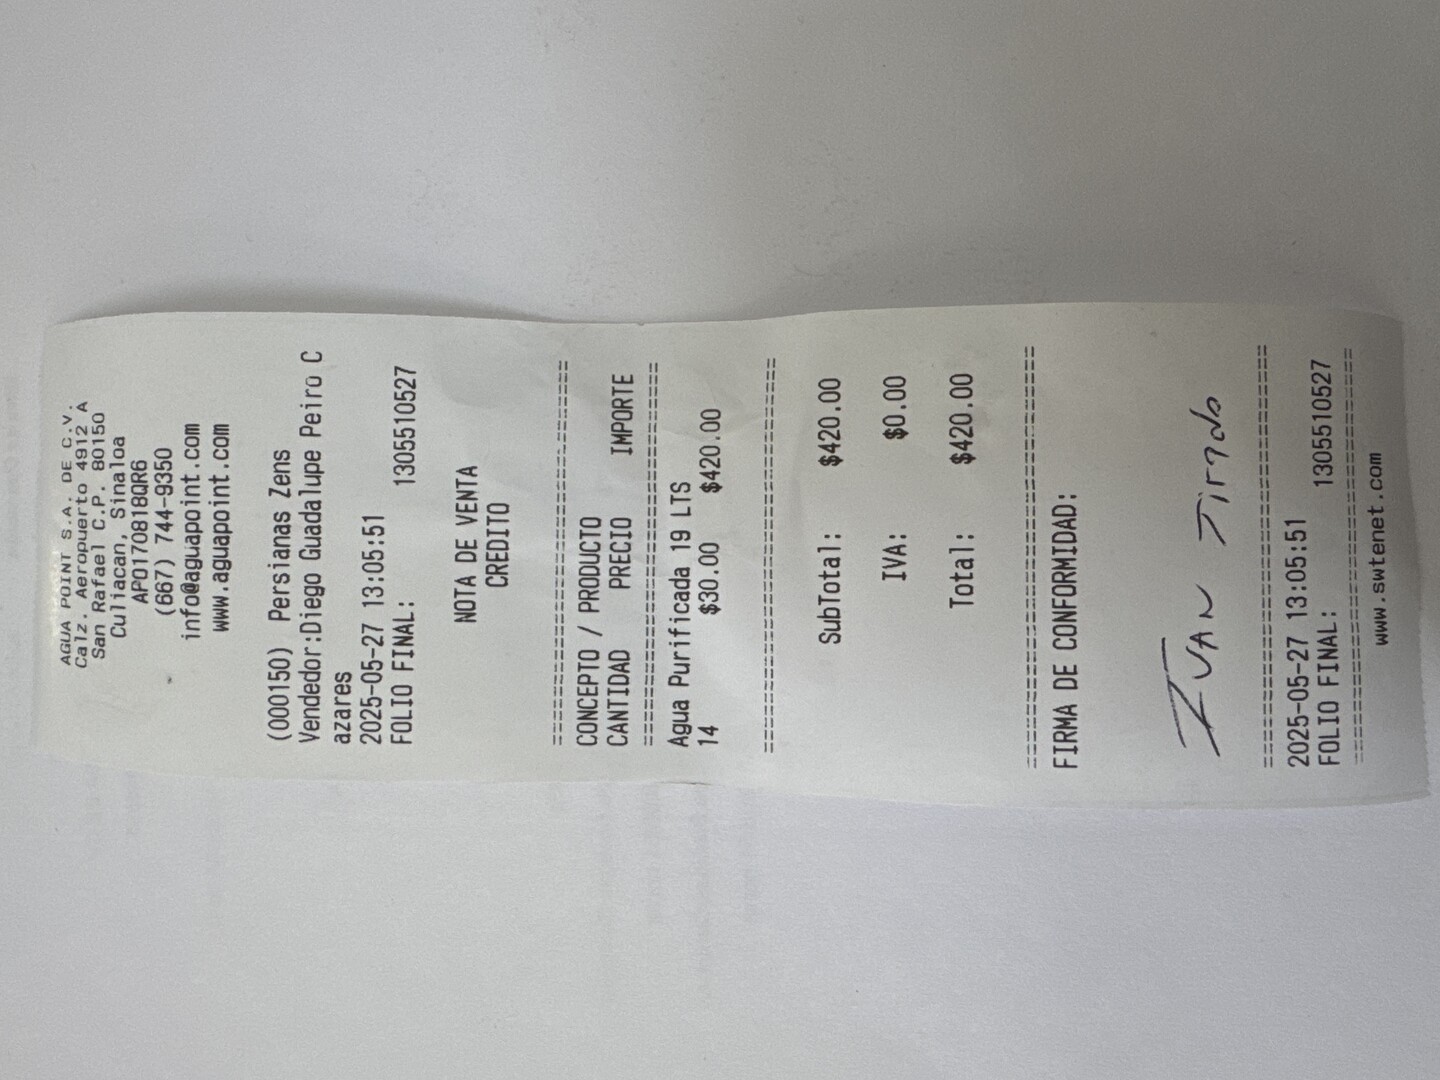 AGUA POINT S.A. DE C.V.
Calz. Aeropuerto 4912 A
San Rafael C.P. 80150
Culiacan, Sinaloa
APO170818QR6
(667) 744-9350
info@aguapoint.com
www.aguapoint.com
(000150) Persianas Zens
Vendedor:Diego Guadalupe Peiro C
azares
2025-05-27 13:05:51
FOLIO FINAL: 1305510527
NOTA DE VENTA
CREDITO
================================
CONCEPTO / PRODUCTO
CANTIDAD PRECIO IMPORTE
================================
Agua Purificada 19 LTS
14 $30.00 $420.00
================================
SubTotal: $420.00
IVA: $0.00
Total: $420.00
================================
FIRMA DE CONFORMIDAD:
IVAN Tirado
================================
2025-05-27 13:05:51
FOLIO FINAL: 1305510527
================================
www.swtenet.com